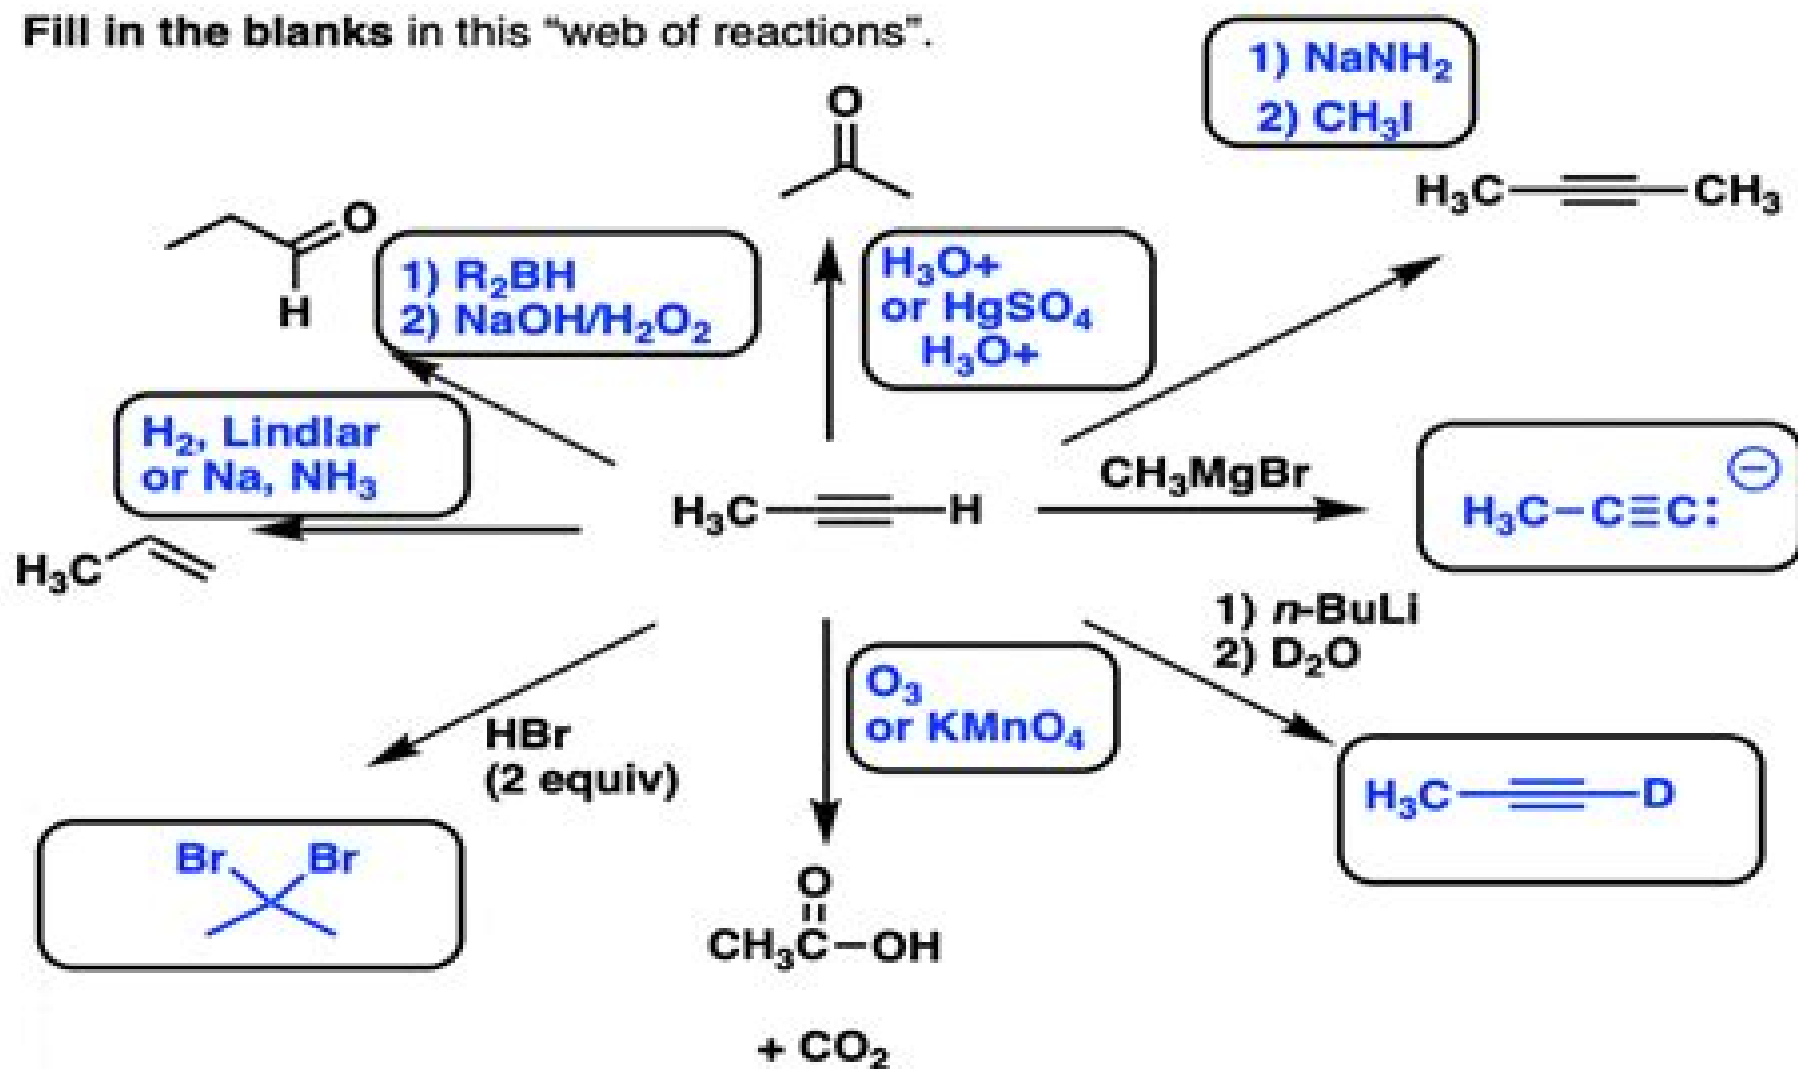 Fill in the blanks in this “web of reactions”.
1) NaNH₂
2) CH₃I
O
H₃C CH₃
O
H
1) R₂BH
2) NaOH/H₂O₂
H₃O+
or HgSO₄
H₃O+
H₂, Lindlar
or Na, NH₃
CH₃MgBr
H₃C H
H₃C–C≡C: ⊖
H₃C
1) n-BuLi
2) D₂O
O₃
or KMnO₄
HBr
(2 equiv)
H₃C D
Br Br
O
CH₃C–OH
+ CO₂